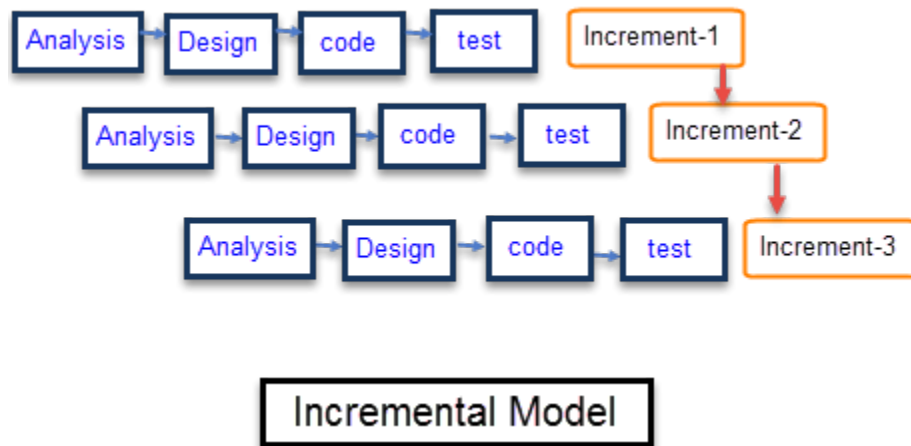 Analysis Design code test Increment-1
Analysis Design code test Increment-2
Analysis Design code test Increment-3
Incremental Model